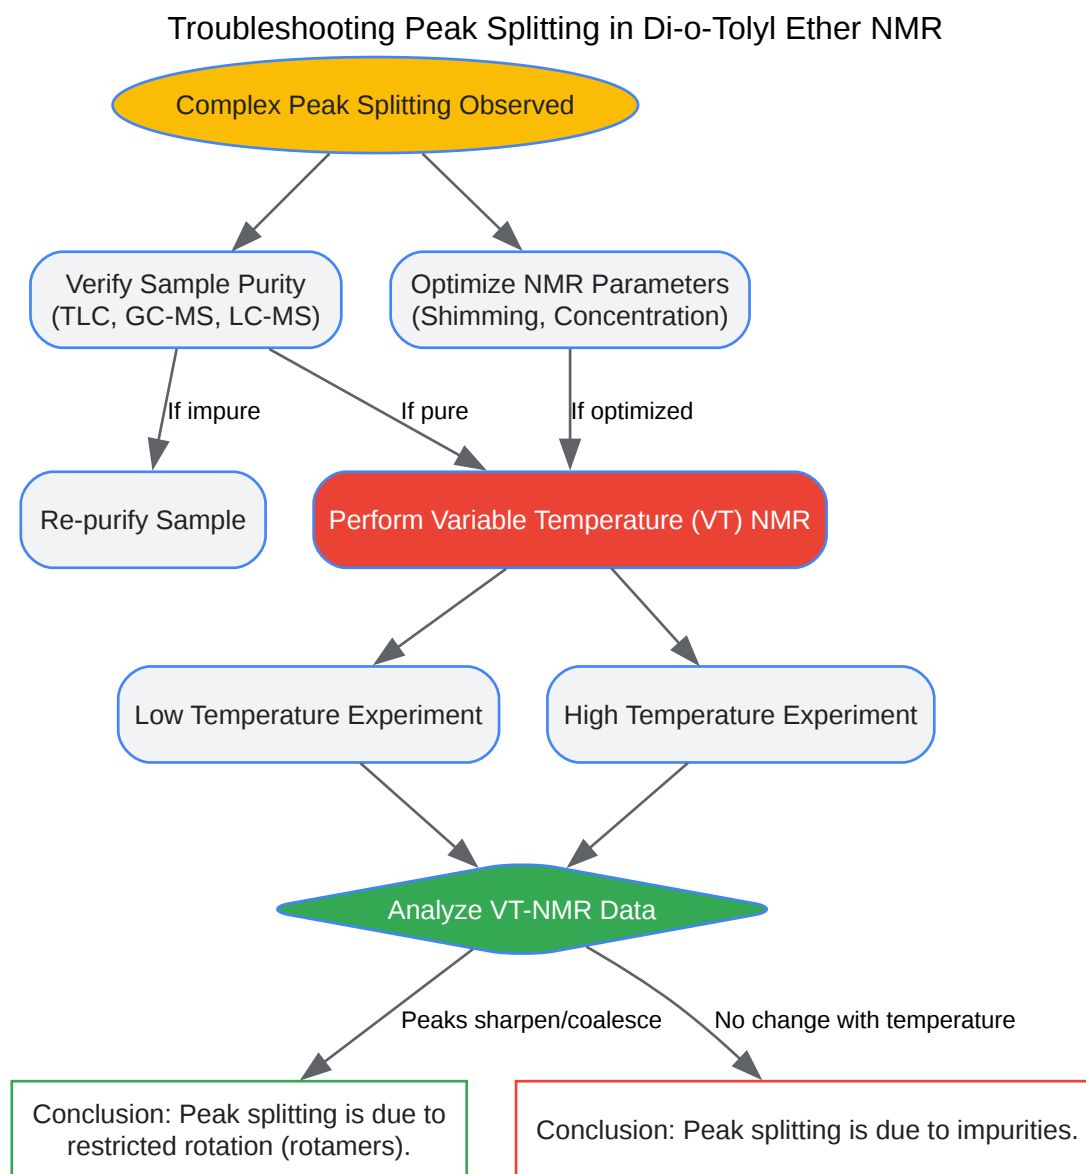 Troubleshooting Peak Splitting in Di-o-Tolyl Ether NMR
Complex Peak Splitting Observed
Verify Sample Purity
(TLC, GC-MS, LC-MS)
Optimize NMR Parameters
(Shimming, Concentration)
If impure
If pure
If optimized
Re-purify Sample
Perform Variable Temperature (VT) NMR
Low Temperature Experiment
High Temperature Experiment
Analyze VT-NMR Data
Peaks sharpen/coalesce
No change with temperature
Conclusion: Peak splitting is due to
restricted rotation (rotamers).
Conclusion: Peak splitting is due to impurities.